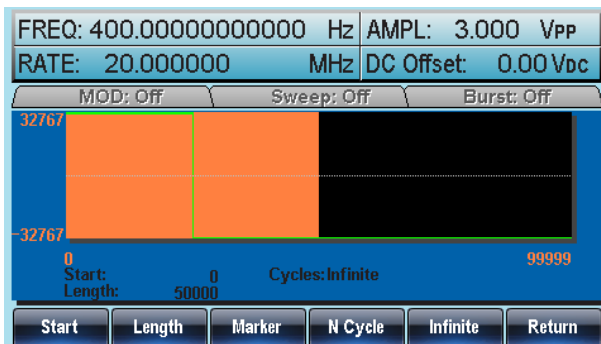 FREQ: 400.00000000000 Hz AMPL: 3.000 VPP
RATE: 20.000000 MHz DC Offset: 0.00 VDC
MOD: Off Sweep: Off Burst: Off
32767
-32767
0 99999
Start: 0 Cycles: Infinite
Length: 50000
Start Length Marker N Cycle Infinite Return